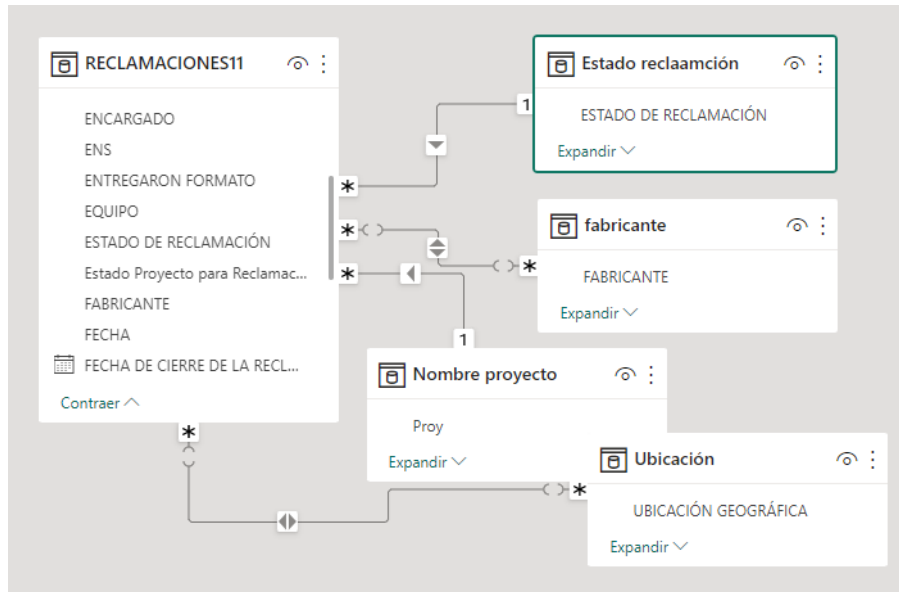 RECLAMACIONES11
ENCARGADO
ENS
ENTREGARON FORMATO
EQUIPO
ESTADO DE RECLAMACIÓN
Estado Proyecto para Reclamac...
FABRICANTE
FECHA
FECHA DE CIERRE DE LA RECL...
Contraer
*
*
*
*
1
Estado reclaamción
ESTADO DE RECLAMACIÓN
Expandir
*
fabricante
FABRICANTE
Expandir
1
Nombre proyecto
Proy
Expandir
*
Ubicación
UBICACIÓN GEOGRÁFICA
Expandir